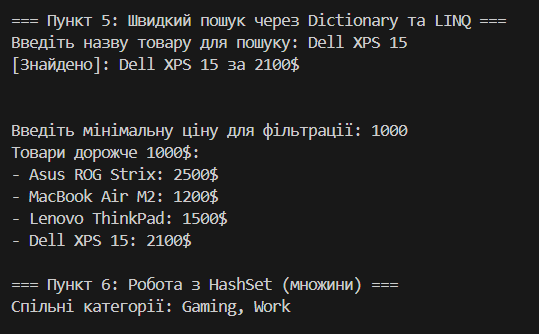 === Пункт 5: Швидкий пошук через Dictionary та LINQ ===
Введіть назву товару для пошуку: Dell XPS 15
[Знайдено]: Dell XPS 15 за 2100$
Введіть мінімальну ціну для фільтрації: 1000
Товари дорожче 1000$:
- Asus ROG Strix: 2500$
- MacBook Air M2: 1200$
- Lenovo ThinkPad: 1500$
- Dell XPS 15: 2100$
=== Пункт 6: Робота з HashSet (множини) ===
Спільні категорії: Gaming, Work